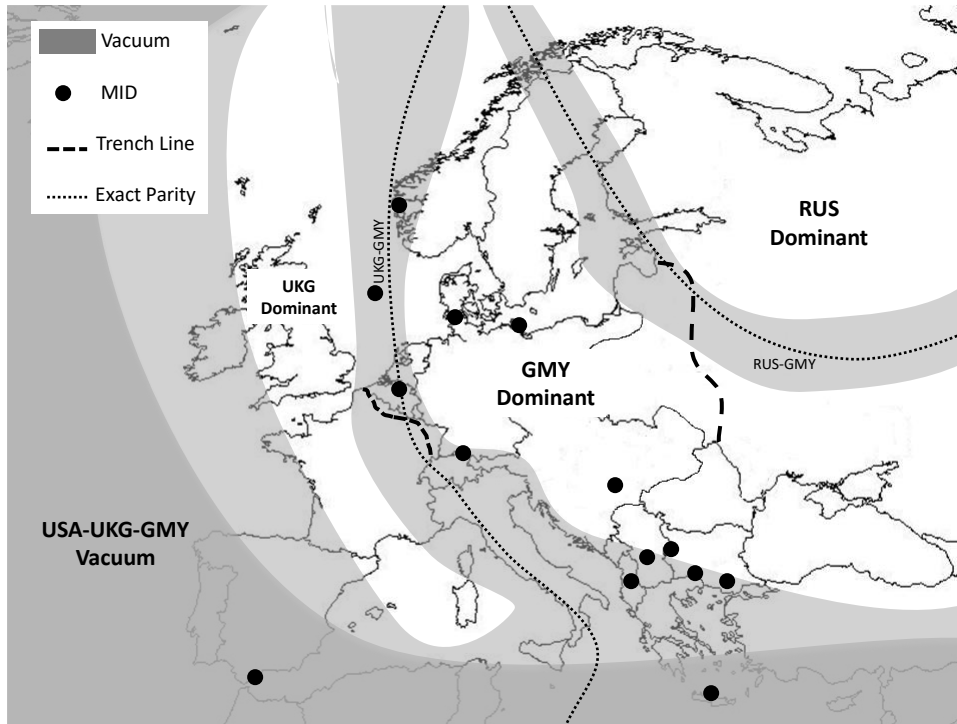 Vacuum
MID
Trench Line
Exact Parity
UKG-GMY
RUS
Dominant
UKG
Dominant
RUS-GMY
GMY
Dominant
USA-UKG-GMY
Vacuum